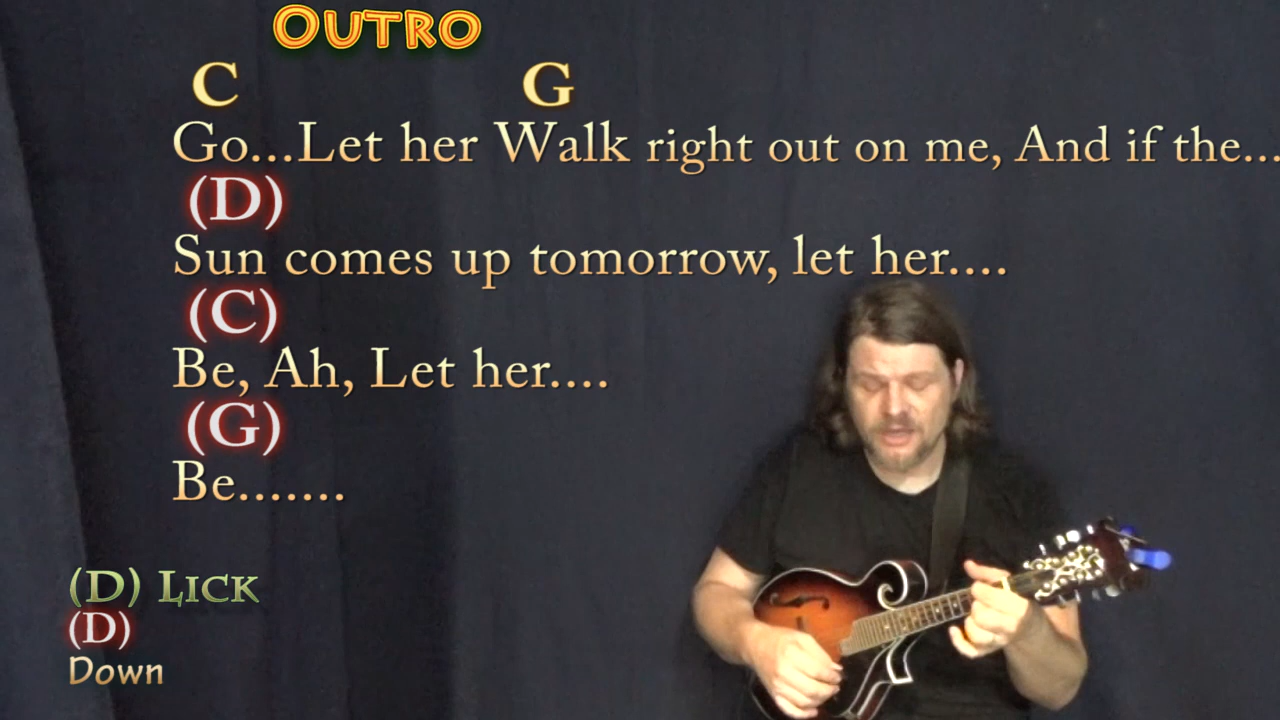 OUTRO
C G
Go...Let her Walk right out on me, And if the...
(D)
Sun comes up tomorrow, let her....
(C)
Be, Ah, Let her....
(G)
Be.......
(D) LICK
(D)
Down